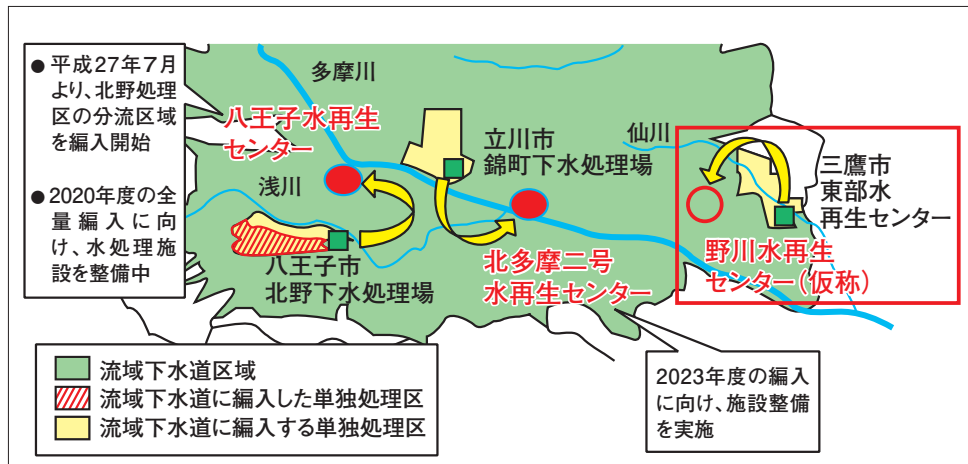 ● 平成27年7月
より、北野処理
区の分流区域
を編入開始
● 2020年度の全
量編入に向
け、水処理施
設を整備中
多摩川
八王子水再生
センター
浅川
八王子市
北野下水処理場
立川市
錦町下水処理場
北多摩二号
水再生センター
仙川
三鷹市
東部水
再生センター
野川水再生
センター(仮称)
流域下水道区域
流域下水道に編入した単独処理区
流域下水道に編入する単独処理区
2023年度の編入
に向け、施設整備
を実施